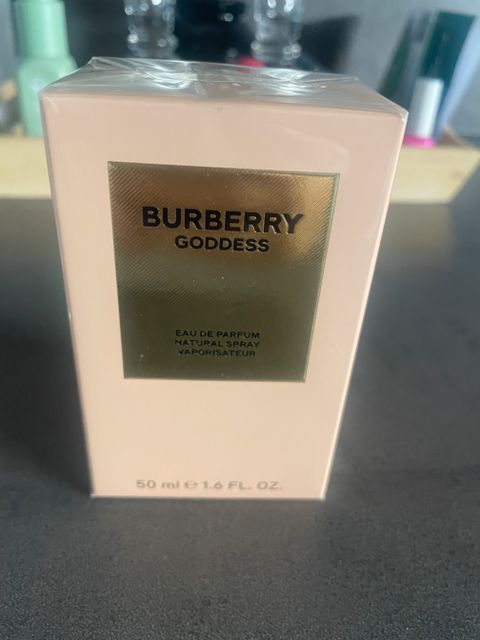 BURBERRY
GODDESS
EAU DE PARFUM
NATURAL SPRAY
VAPORISATEUR
50 ml ℮ 1.6 FL. OZ.